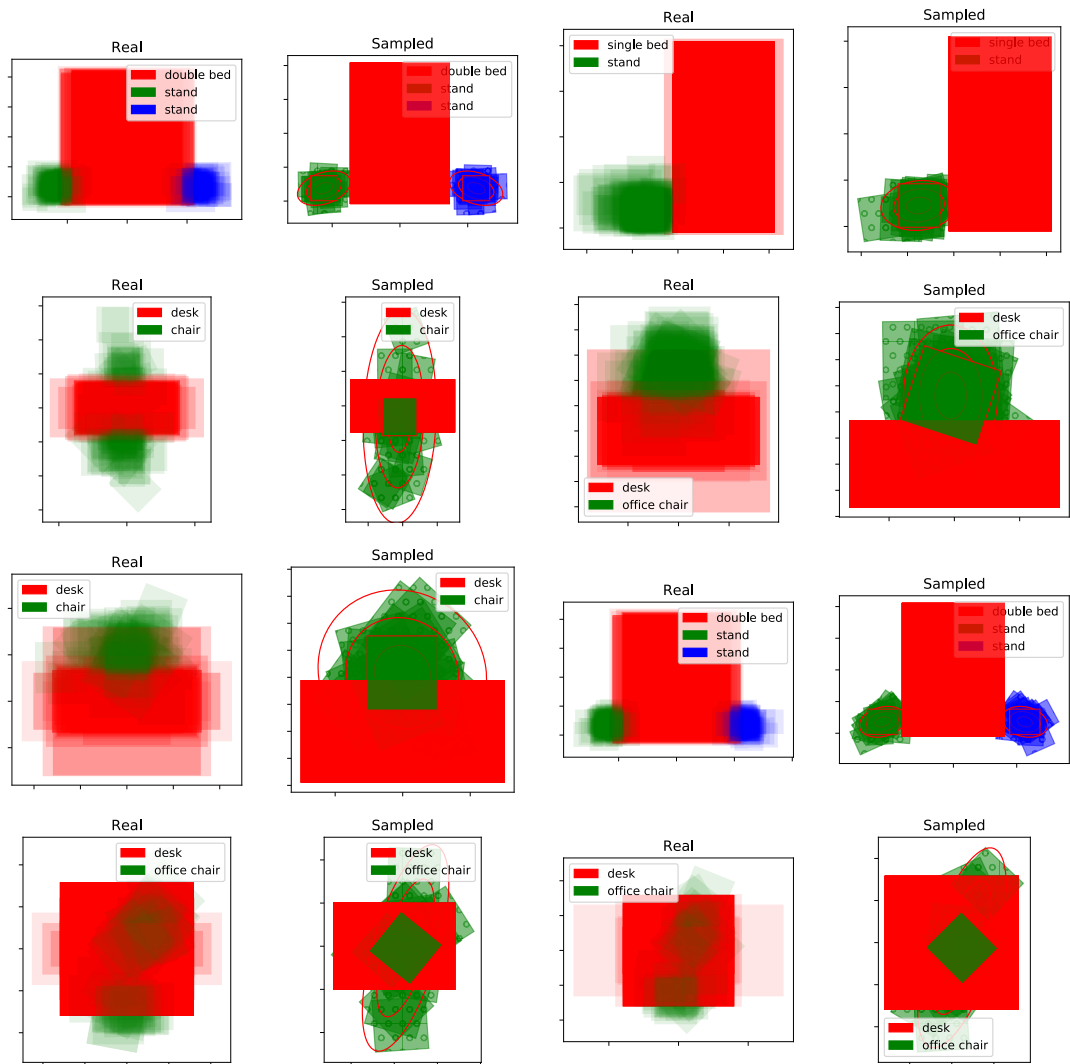 Real
double bed
stand
stand
Sampled
double bed
stand
stand
Real
single bed
stand
Sampled
single bed
stand
Real
desk
chair
Sampled
desk
chair
Real
desk
office chair
Sampled
desk
office chair
Real
desk
chair
Sampled
desk
chair
Real
double bed
stand
stand
Sampled
double bed
stand
stand
Real
desk
office chair
Sampled
desk
office chair
Real
desk
office chair
Sampled
desk
office chair